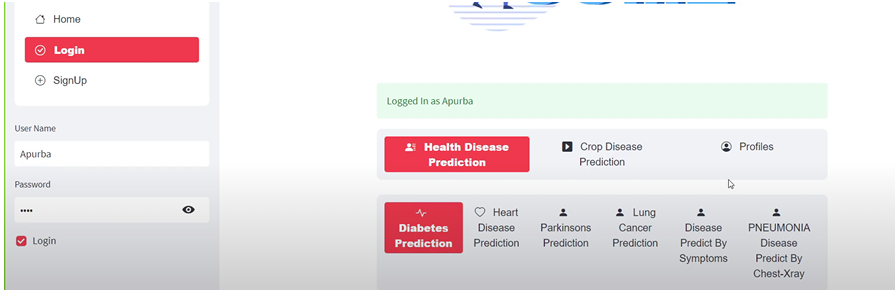 Home
Login
SignUp
User Name
Apurba
Password
••••
Login
Logged In as Apurba
Health Disease
Prediction
Crop Disease
Prediction
Profiles
Diabetes
Prediction
Heart
Disease
Prediction
Parkinsons
Prediction
Lung
Cancer
Prediction
Disease
Predict By
Symptoms
PNEUMONIA
Disease
Predict By
Chest-Xray